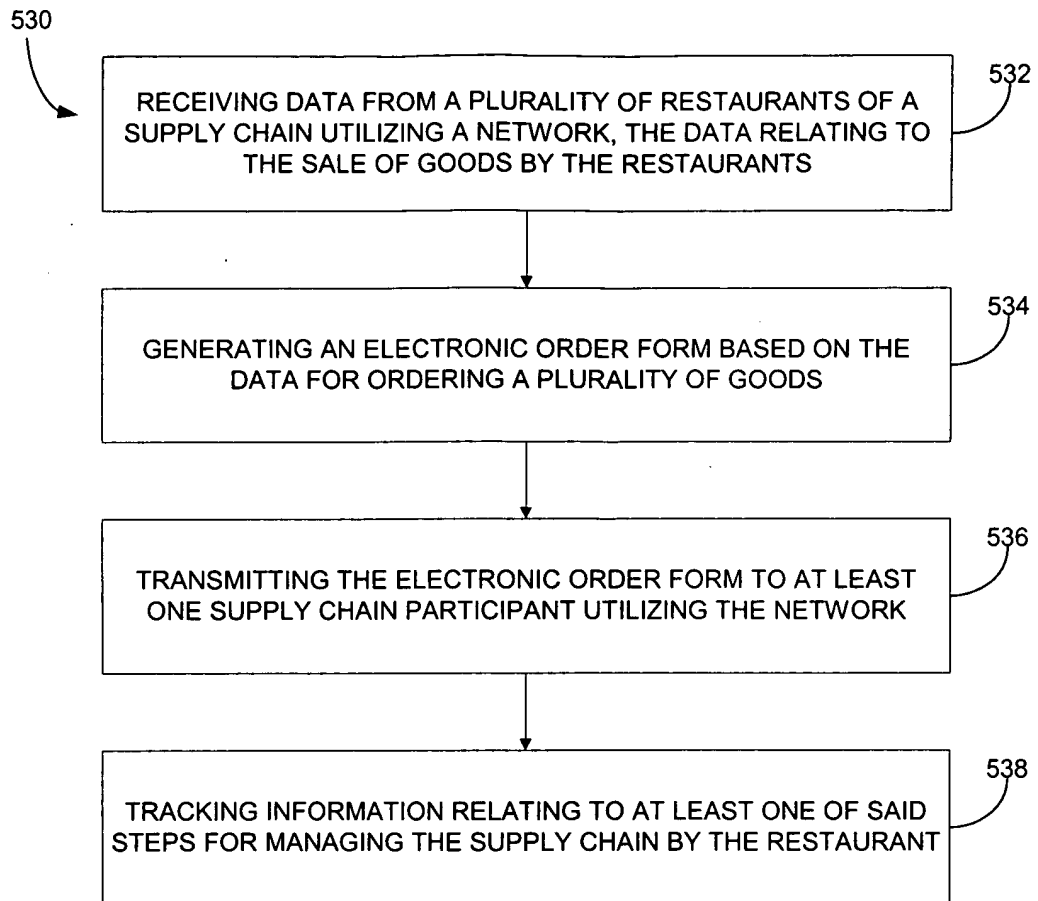 530
532
RECEIVING DATA FROM A PLURALITY OF RESTAURANTS OF A
SUPPLY CHAIN UTILIZING A NETWORK, THE DATA RELATING TO
THE SALE OF GOODS BY THE RESTAURANTS
534
GENERATING AN ELECTRONIC ORDER FORM BASED ON THE
DATA FOR ORDERING A PLURALITY OF GOODS
536
TRANSMITTING THE ELECTRONIC ORDER FORM TO AT LEAST
ONE SUPPLY CHAIN PARTICIPANT UTILIZING THE NETWORK
538
TRACKING INFORMATION RELATING TO AT LEAST ONE OF SAID
STEPS FOR MANAGING THE SUPPLY CHAIN BY THE RESTAURANT